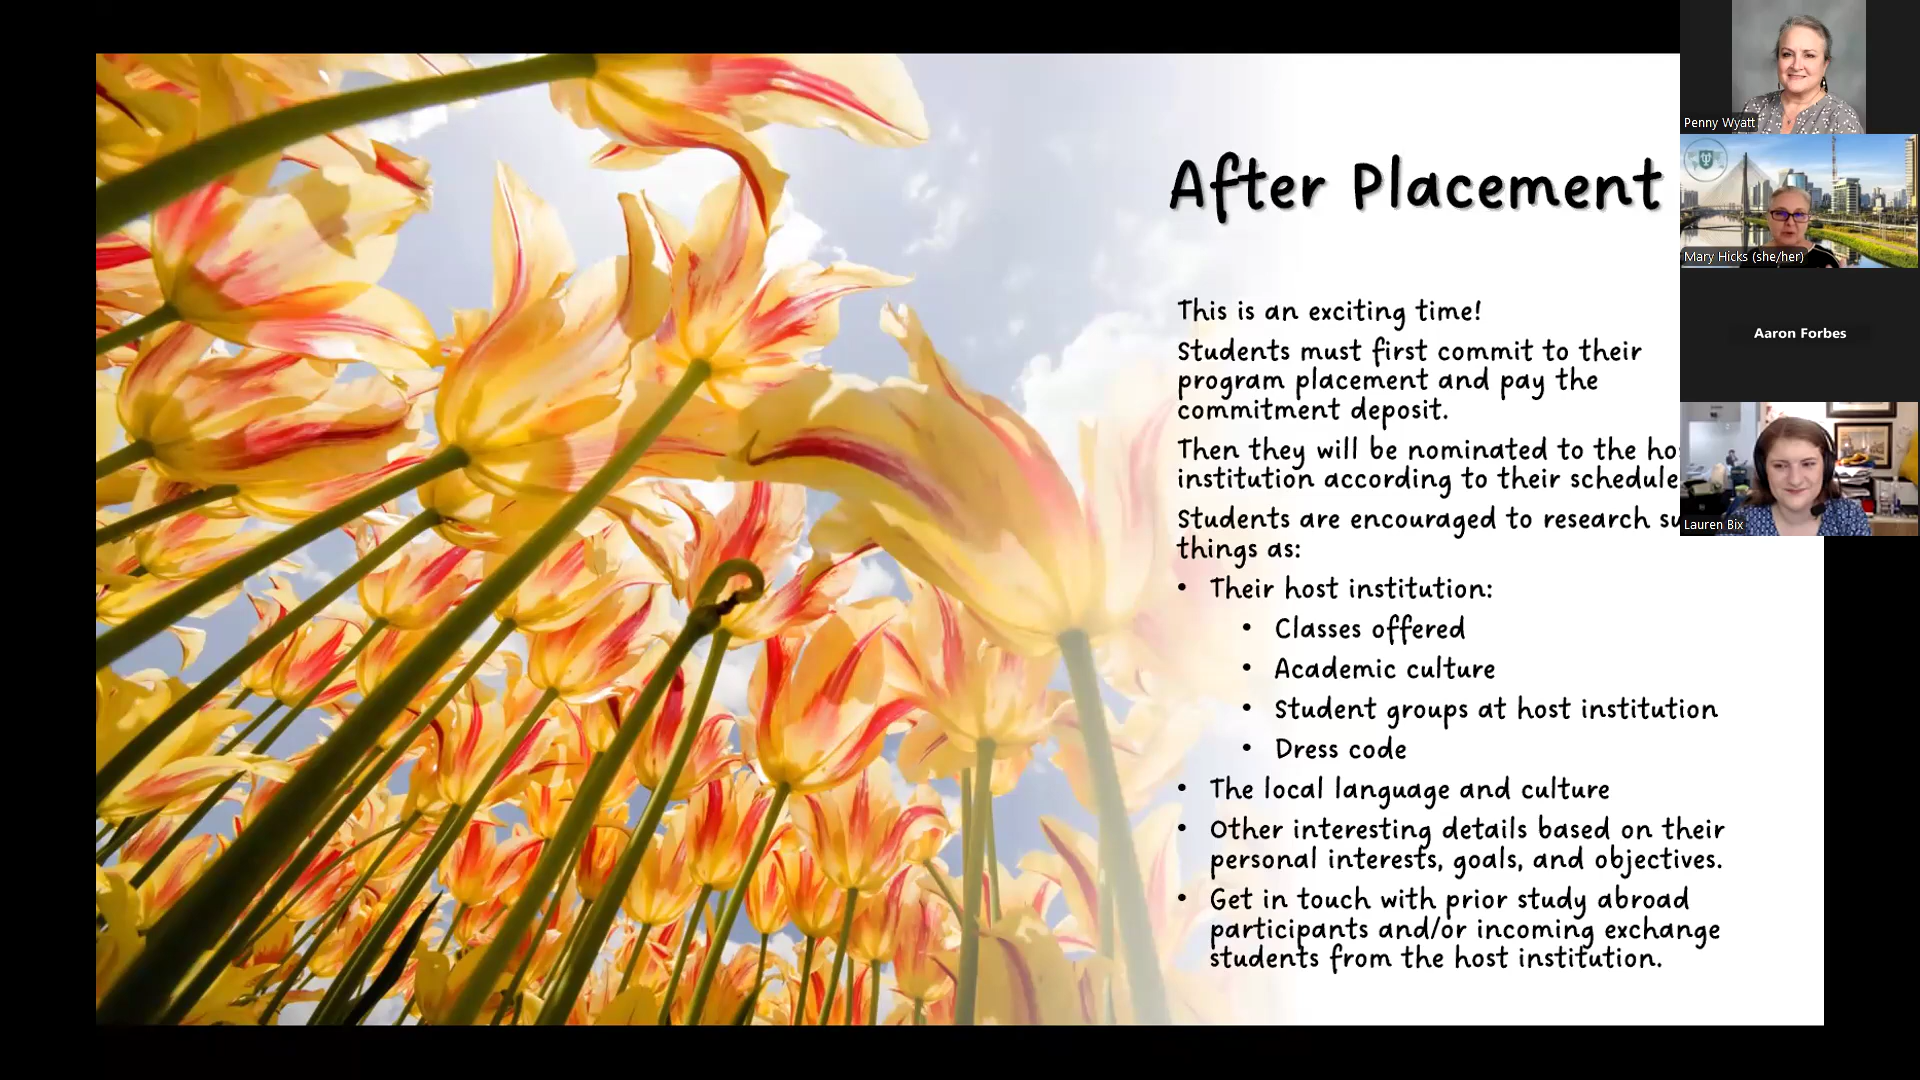 After Placement
This is an exciting time!
Students must first commit to their
program placement and pay the
commitment deposit.
Then they will be nominated to the
institution according to their schedule
Students are encouraged to research
things as:
• Their host institution:
• Classes offered
• Academic culture
• Student groups at host institution
• Dress code
• The local language and culture
• Other interesting details based on their
personal interests, goals, and objectives.
• Get in touch with prior study abroad
participants and/or incoming exchange
students from the host institution.
Penny Wyatt
Mary Hicks (she/her)
Aaron Forbes
Lauren Bix